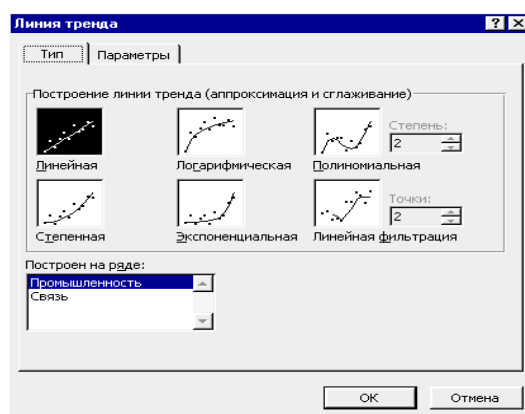 Линия тренда
Тип Параметры
Построение линии тренда (аппроксимация и сглаживание)
Степень:
2
Линейная Логарифмическая Полиномиальная
Точки:
2
Степенная Экспоненциальная Линейная фильтрация
Построен на ряде:
Промышленность
Связь
ОК Отмена